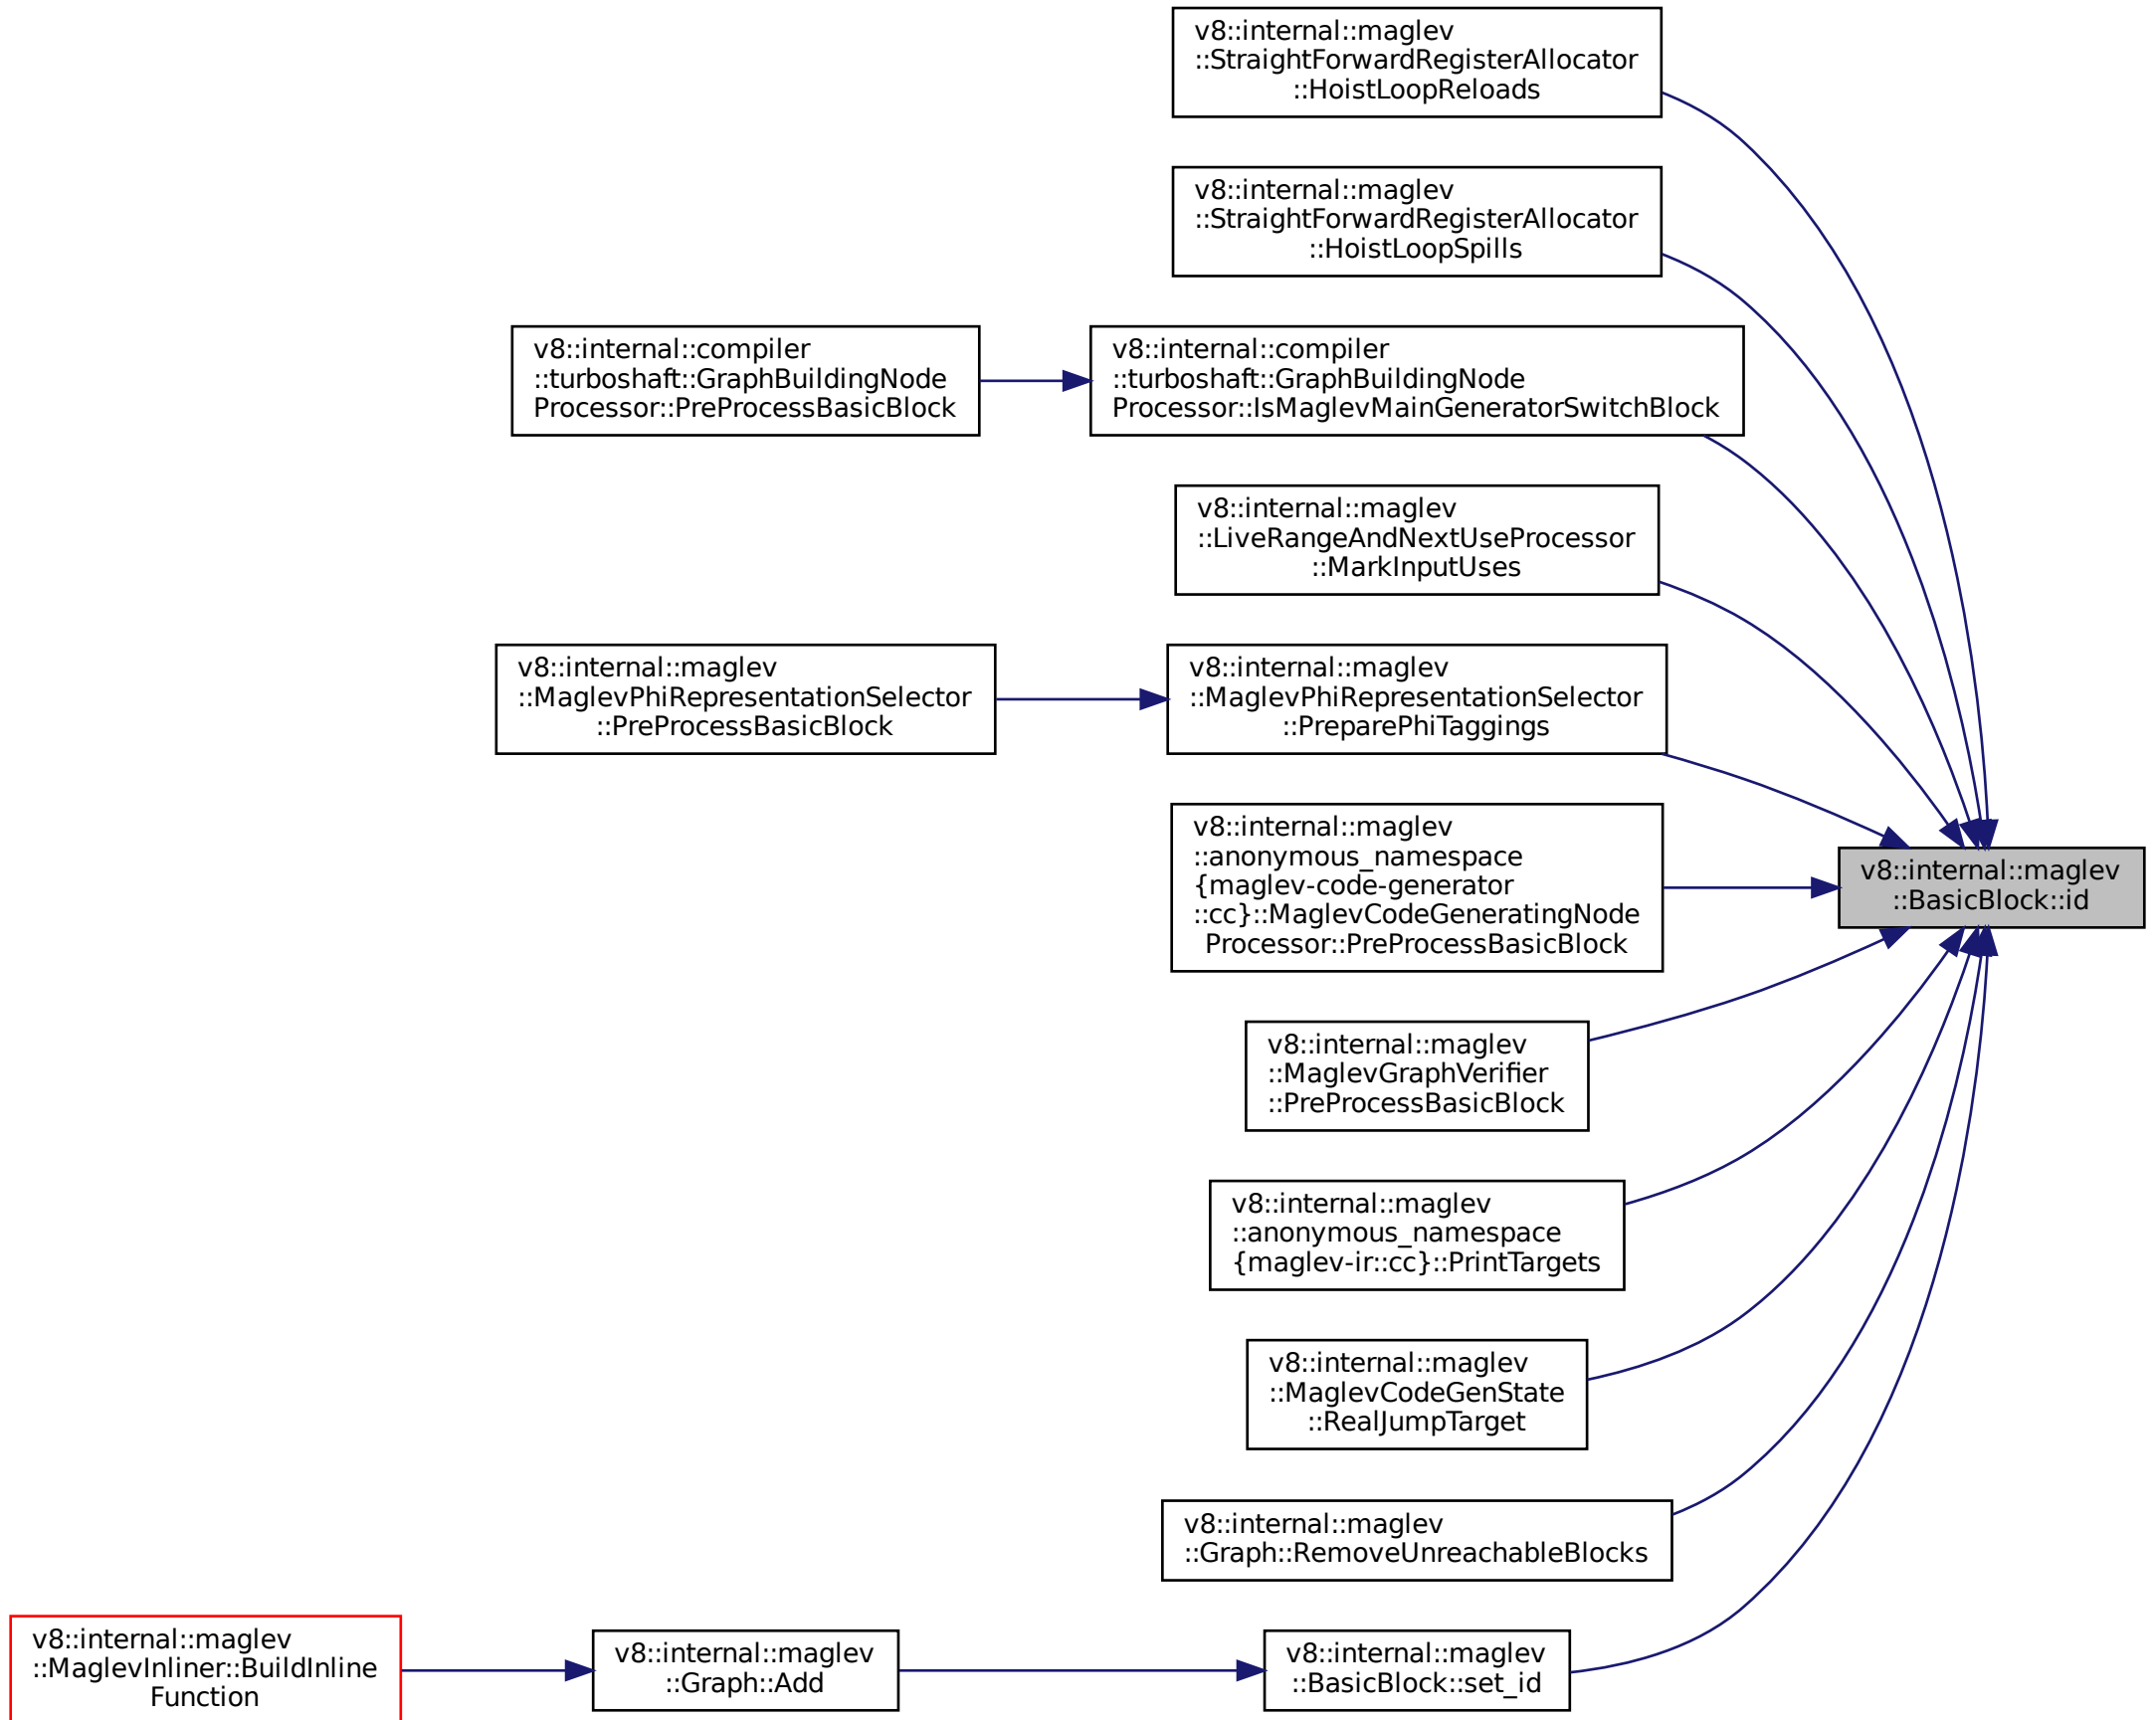 v8::internal::maglev
::StraightForwardRegisterAllocator
::HoistLoopReloads
v8::internal::maglev
::StraightForwardRegisterAllocator
::HoistLoopSpills
v8::internal::compiler
::turboshaft::GraphBuildingNode
Processor::PreProcessBasicBlock
v8::internal::compiler
::turboshaft::GraphBuildingNode
Processor::IsMaglevMainGeneratorSwitchBlock
v8::internal::maglev
::LiveRangeAndNextUseProcessor
::MarkInputUses
v8::internal::maglev
::MaglevPhiRepresentationSelector
::PreProcessBasicBlock
v8::internal::maglev
::MaglevPhiRepresentationSelector
::PreparePhiTaggings
v8::internal::maglev
::anonymous_namespace
{maglev-code-generator
::cc}::MaglevCodeGeneratingNode
Processor::PreProcessBasicBlock
v8::internal::maglev
::BasicBlock::id
v8::internal::maglev
::MaglevGraphVerifier
::PreProcessBasicBlock
v8::internal::maglev
::anonymous_namespace
{maglev-ir::cc}::PrintTargets
v8::internal::maglev
::MaglevCodeGenState
::RealJumpTarget
v8::internal::maglev
::Graph::RemoveUnreachableBlocks
v8::internal::maglev
::MaglevInliner::BuildInline
Function
v8::internal::maglev
::Graph::Add
v8::internal::maglev
::BasicBlock::set_id